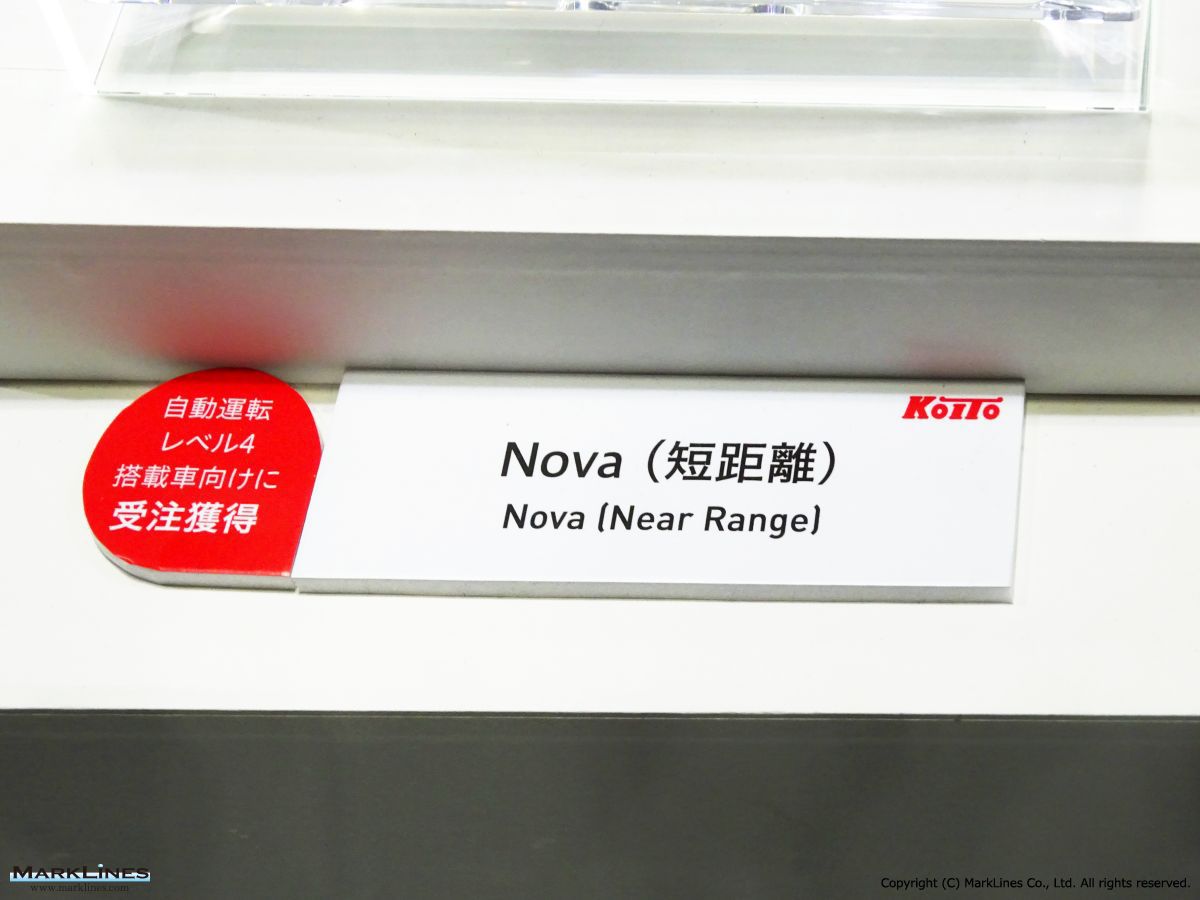 自動運転
レベル4
搭載車向けに
受注獲得
KOITO
Nova（短距離）
Nova (Near Range)
MARKLINES
www.marklines.com
Copyright (C) MarkLines Co., Ltd. All rights reserved.